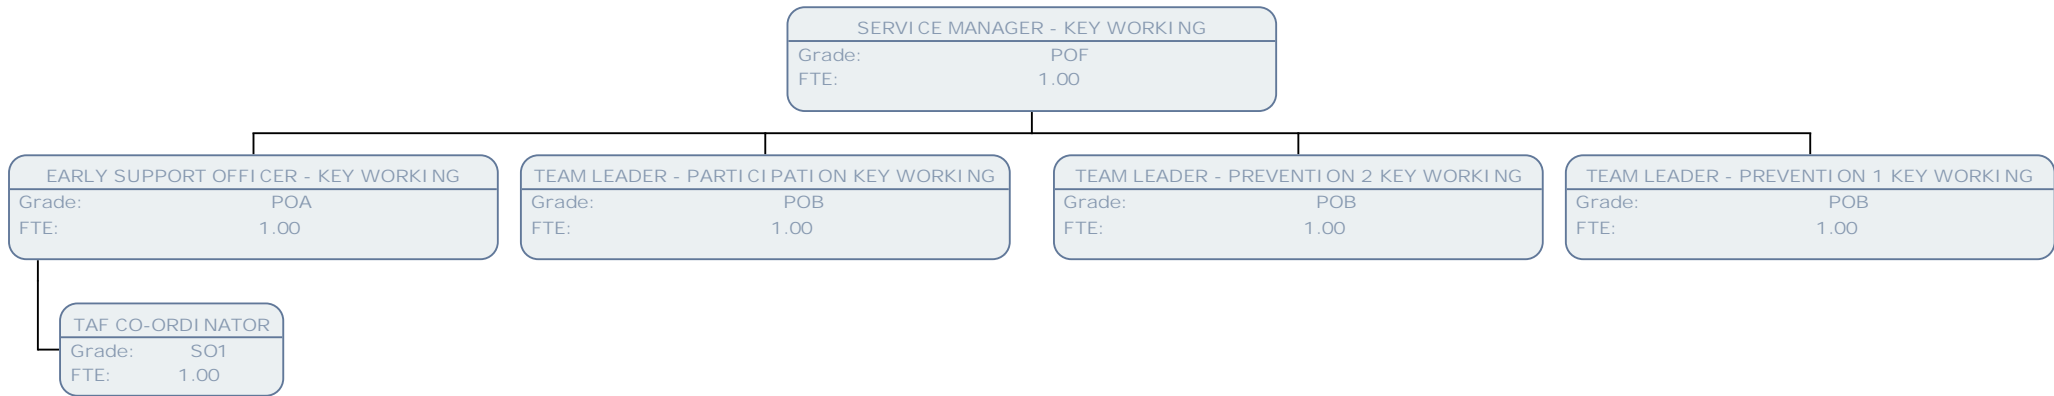 SERVICE MANAGER - KEY WORKING
Grade: POF
FTE: 1.00
EARLY SUPPORT OFFICER - KEY WORKING
Grade: POA
FTE: 1.00
TEAM LEADER - PARTICIPATION KEY WORKING
Grade: POB
FTE: 1.00
TEAM LEADER - PREVENTION 2 KEY WORKING
Grade: POB
FTE: 1.00
TEAM LEADER - PREVENTION 1 KEY WORKING
Grade: POB
FTE: 1.00
TAF CO-ORDINATOR
Grade: SO1
FTE: 1.00